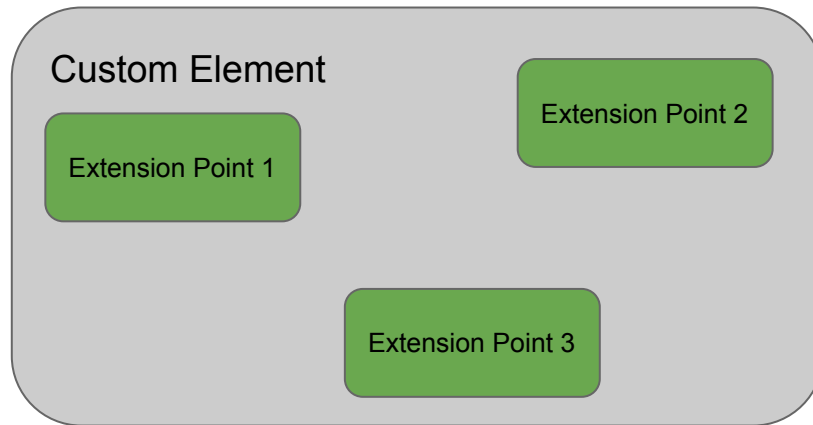 Custom Element
Extension Point 2
Extension Point 1
Extension Point 3